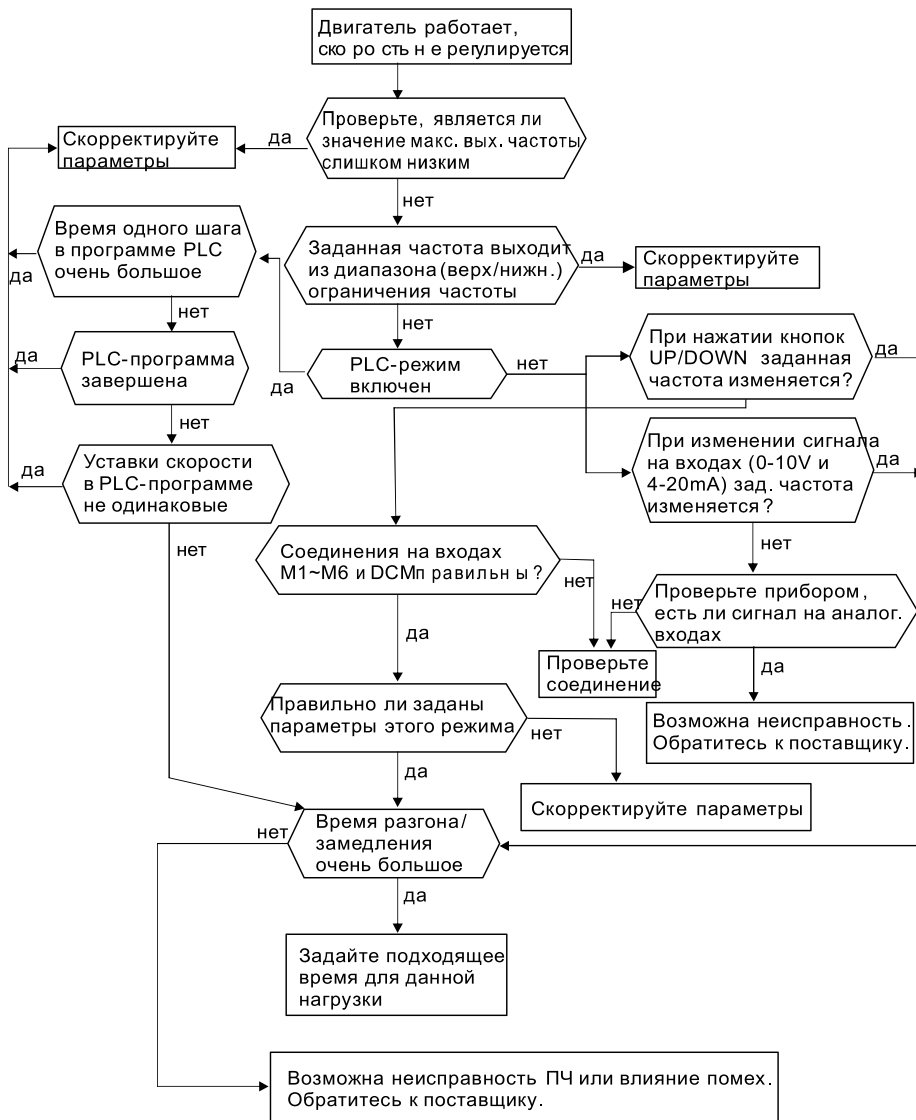 Двигатель работает,
ско ро сть н е регулируется
Проверьте, является ли
значение макс. вых. частоты
слишком низким
да
Скорректируйте
параметры
нет
Время одного шага
в программе PLC
очень большое
Заданная частота выходит
из диапазона (верх/нижн.)
ограничения частоты
да
Скорректируйте
параметры
да
нет
нет
PLC-программа
завершена
да
PLC-режим
включен
да
нет
При нажатии кнопок
UP/DOWN заданная
частота изменяется?
да
нет
Уставки скорости
в PLC-программе
не одинаковые
да
При изменении сигнала
на входах (0-10V и
4-20mA) зад. частота
изменяется?
да
нет
нет
Соединения на входах
M1~M6 и DCMп равильн ы ?
нет
Проверьте прибором,
есть ли сигнал на аналог.
входах
нет
да
Проверьте
соединение
да
Правильно ли заданы
параметры этого режима
нет
Возможна неисправность.
Обратитесь к поставщику.
да
Скорректируйте параметры
Время разгона/
замедления
очень большое
нет
да
Задайте подходящее
время для данной
нагрузки
Возможна неисправность ПЧ или влияние помех.
Обратитесь к поставщику.